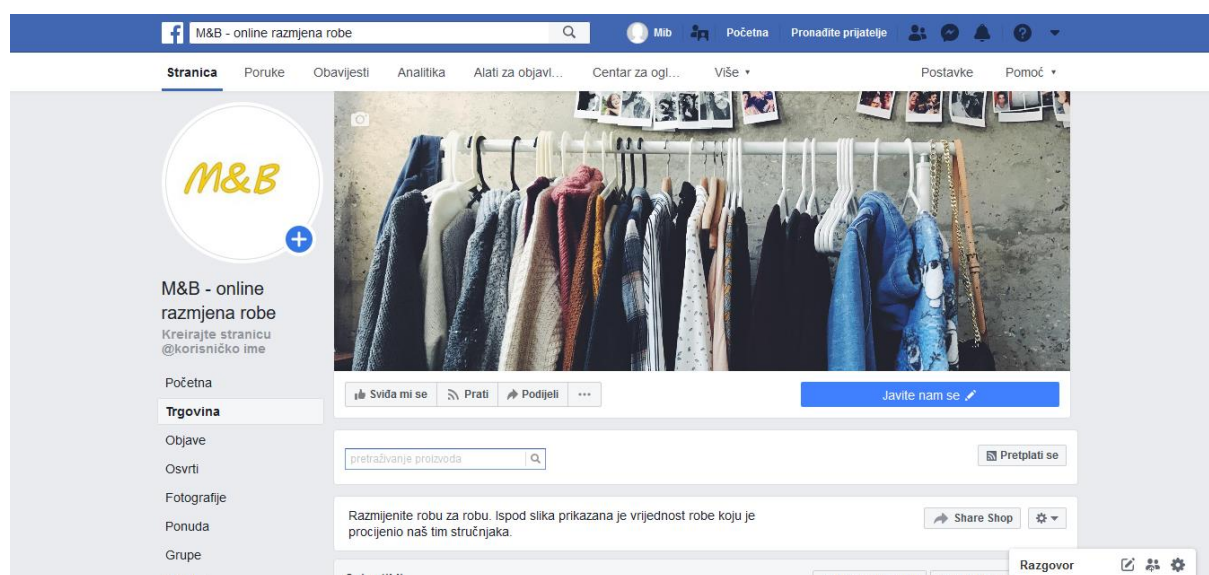 M&B - online razmjena robe
Mib
Početna
Pronađite prijatelje
Stranica
Poruke
Obavijesti
Analitika
Alati za objavl...
Centar za ogl...
Više
Postavke
Pomoć
M&B
M&B - online
razmjena robe
Kreirajte stranicu
@korisničko ime
Početna
Trgovina
Objave
Osvrti
Fotografije
Ponuda
Grupe
Sviđa mi se
Prati
Podijeli
Javite nam se
pretraživanje proizvoda
Pretplati se
Razmijenite robu za robu. Ispod slika prikazana je vrijednost robe koju je
procijenio naš tim stručnjaka.
Share Shop
Razgovor